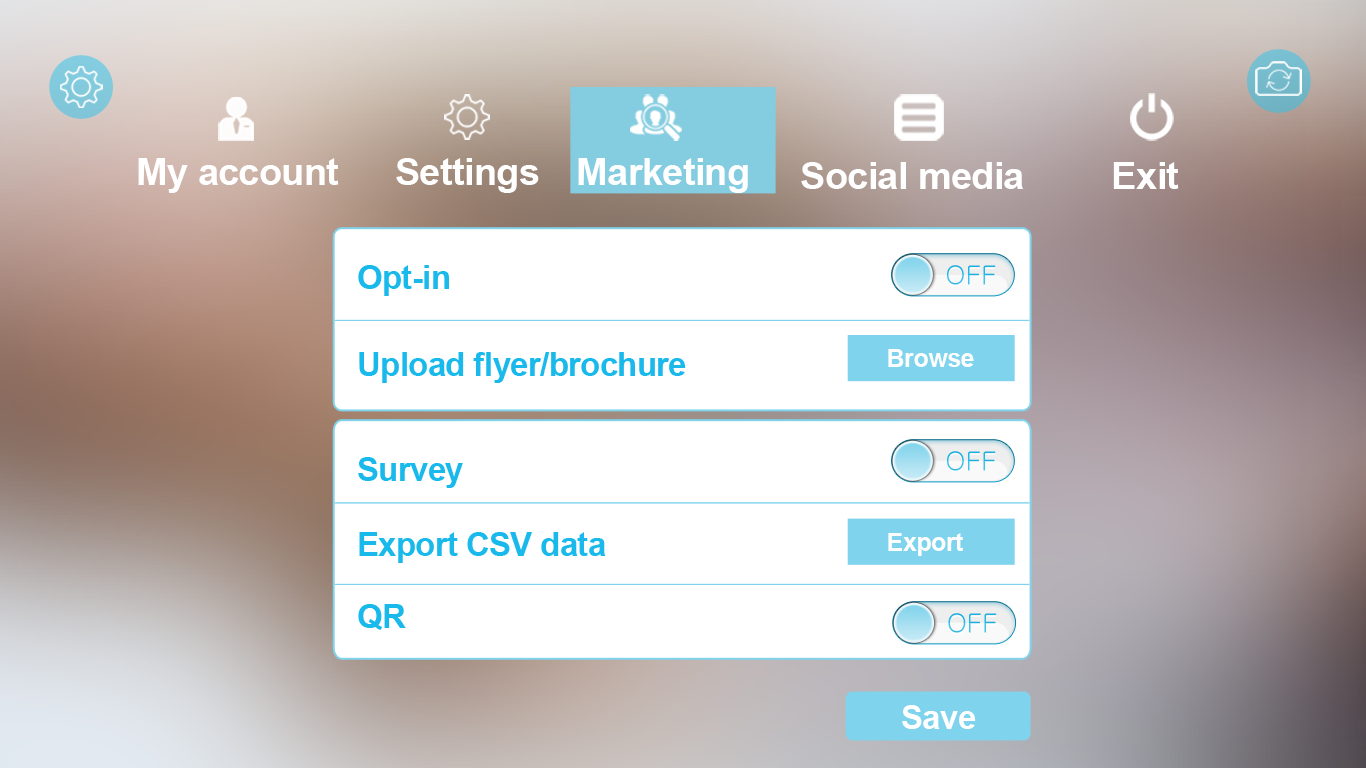 My account
Settings
Marketing
Social media
Exit
Opt-in
OFF
Upload flyer/brochure
Browse
Survey
OFF
Export CSV data
Export
QR
OFF
Save